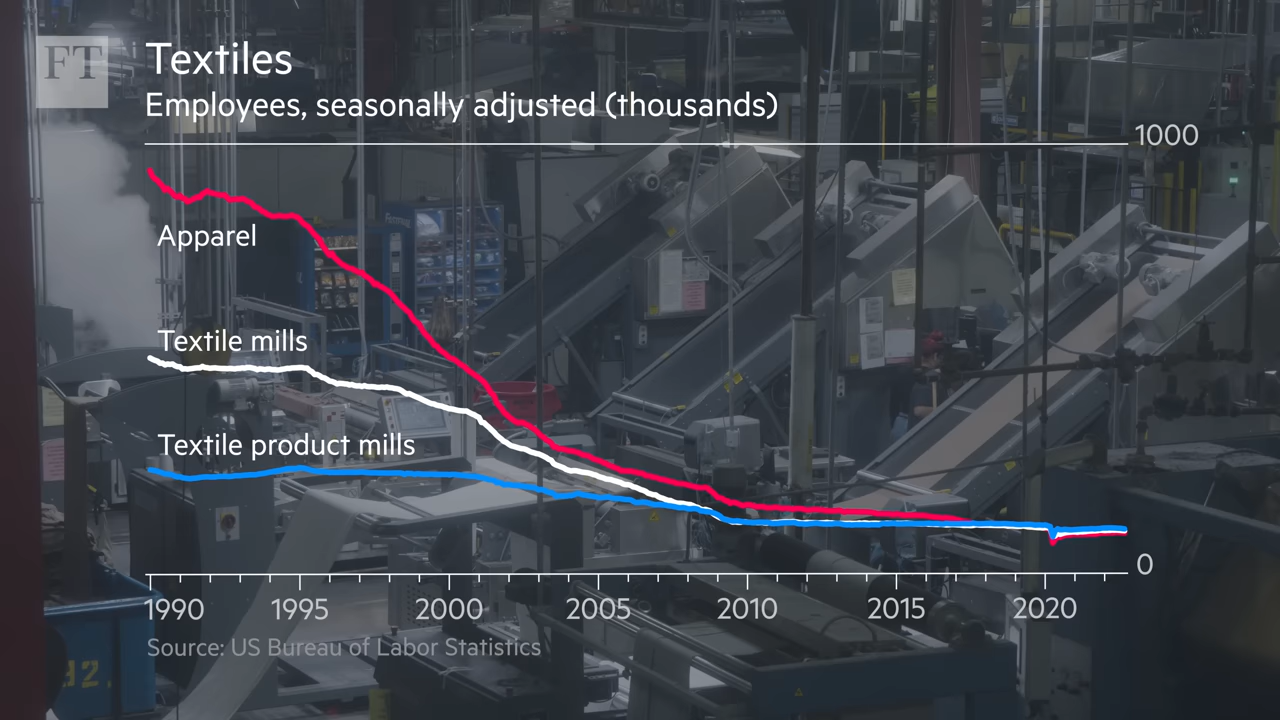 FT
Textiles
Employees, seasonally adjusted (thousands)
1000
Apparel
Textile mills
Textile product mills
0
1990 1995 2000 2005 2010 2015 2020
Source: US Bureau of Labor Statistics
92.